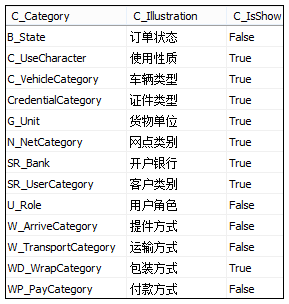 C_Category C_Illustration C_IsShow
B_State 订单状态 False
C_UseCharacter 使用性质 True
C_VehicleCategory 车辆类型 True
CredentialCategory 证件类型 True
G_Unit 货物单位 True
N_NetCategory 网点类别 True
SR_Bank 开户银行 True
SR_UserCategory 客户类别 True
U_Role 用户角色 False
W_ArriveCategory 提件方式 False
W_TransportCategory 运输方式 False
WD_WrapCategory 包装方式 True
WP_PayCategory 付款方式 False